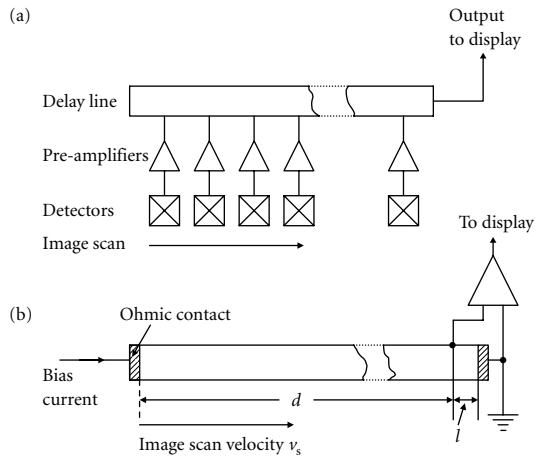 (a)
Output
to display
Delay line
Pre-amplifiers
Detectors
Image scan
To display
(b)
Ohmic contact
Bias
current
d
l
Image scan velocity vₛ